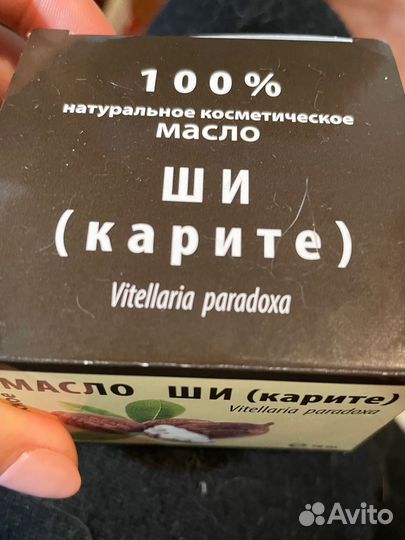 100%
натуральное косметическое
масло
ШИ
(карите)
Vitellaria paradoxa
МАСЛО ШИ (карите)
Vitellaria paradoxa
Avito